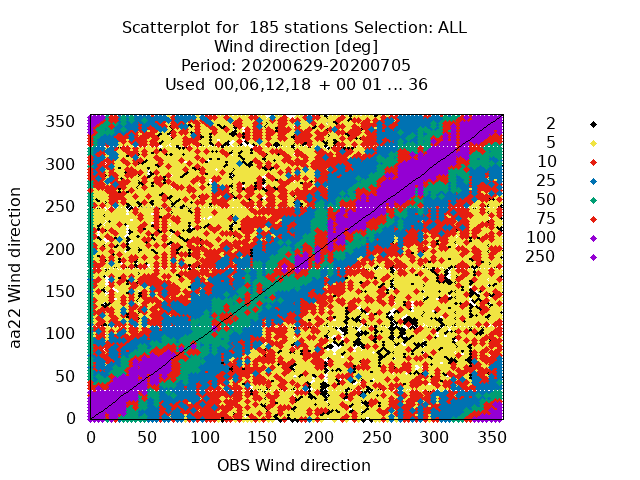 Scatterplot for  185 stations Selection: ALL
Wind direction [deg]
Period: 20200629-20200705
Used  00,06,12,18  + 00 01 ... 36
350
300
250
200
150
100
50
0
aa22 Wind direction
0 50 100 150 200 250 300 350
OBS Wind direction
2
5
10
25
50
75
100
250